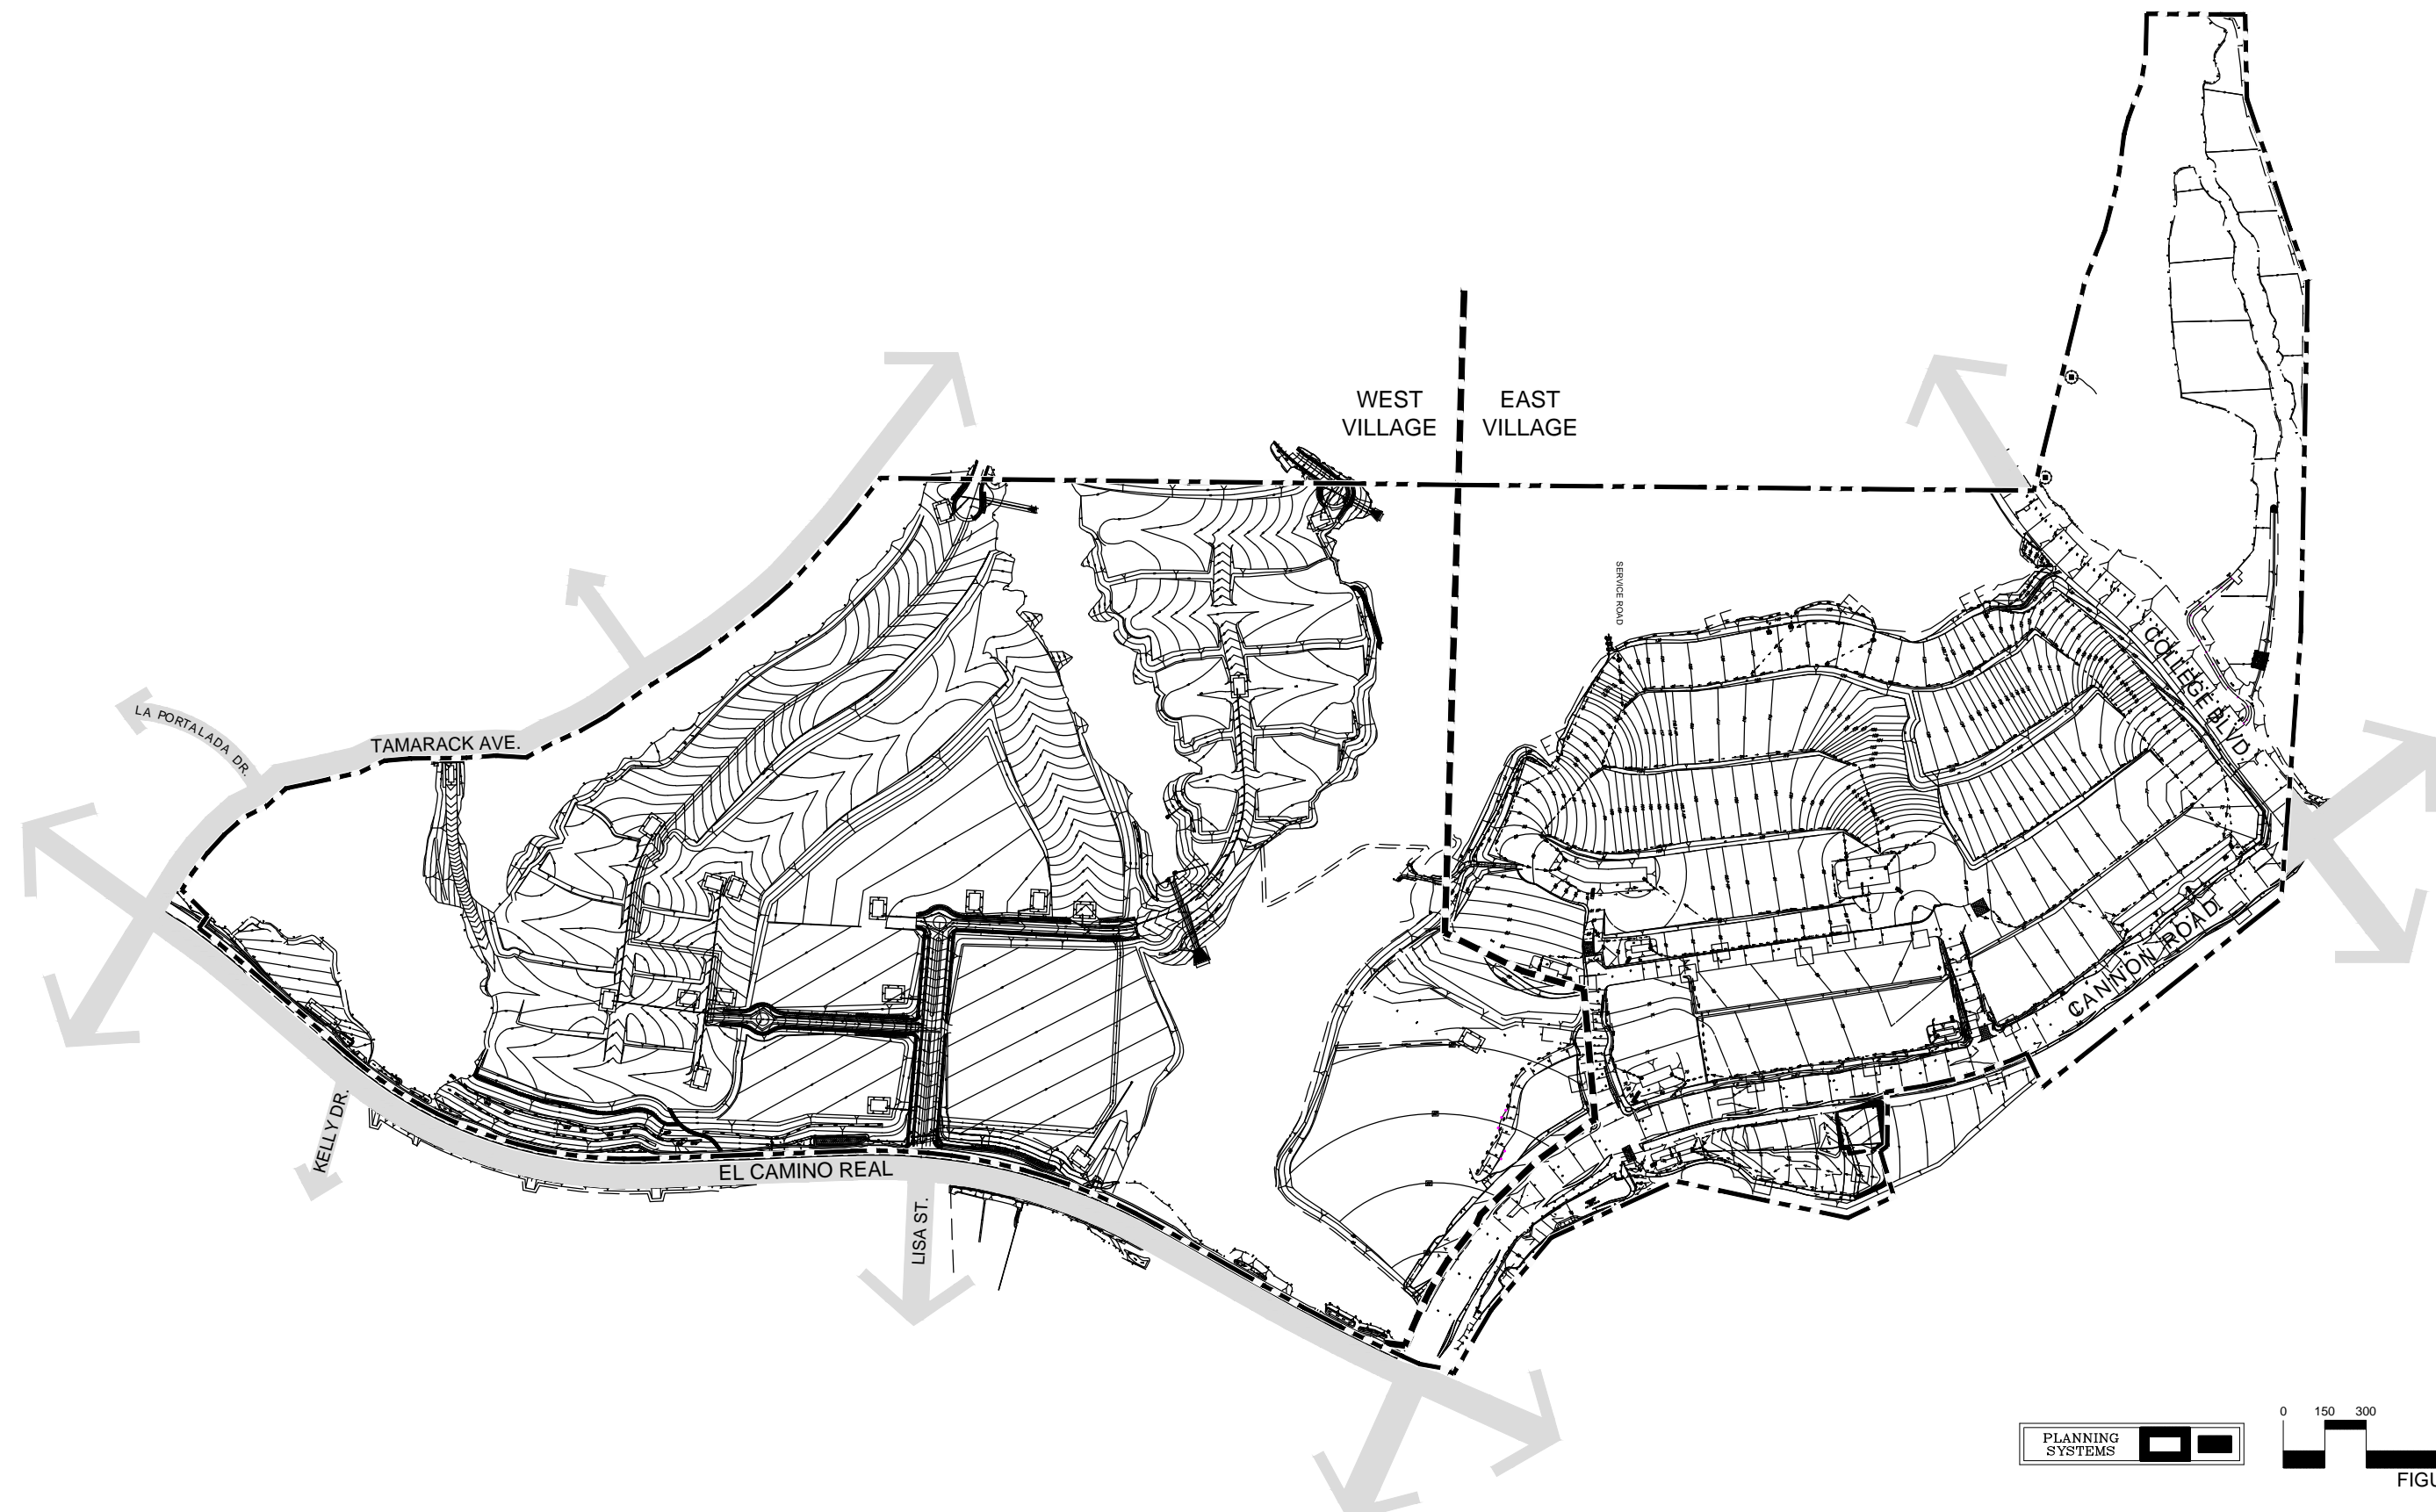 WEST
VILLAGE
EAST
VILLAGE
SERVICE ROAD
COLLEGE BLVD
LA PORTALADA DR.
TAMARACK AVE.
CANNON ROAD
KELLY DR.
EL CAMINO REAL
LISA ST.
0 150 300
PLANNING
SYSTEMS
FIGU